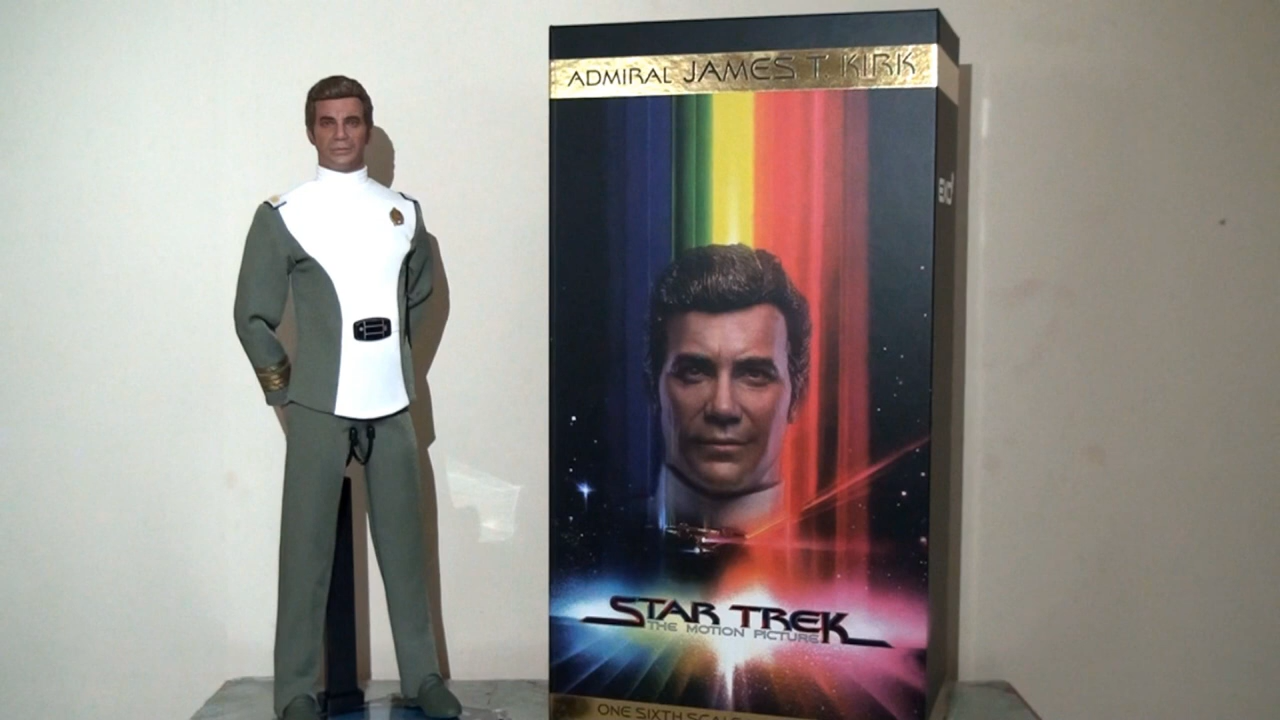 ADMIRAL JAMES T. KIRK
STAR TREK
THE MOTION PICTURE
ONE SIXTH SCALE